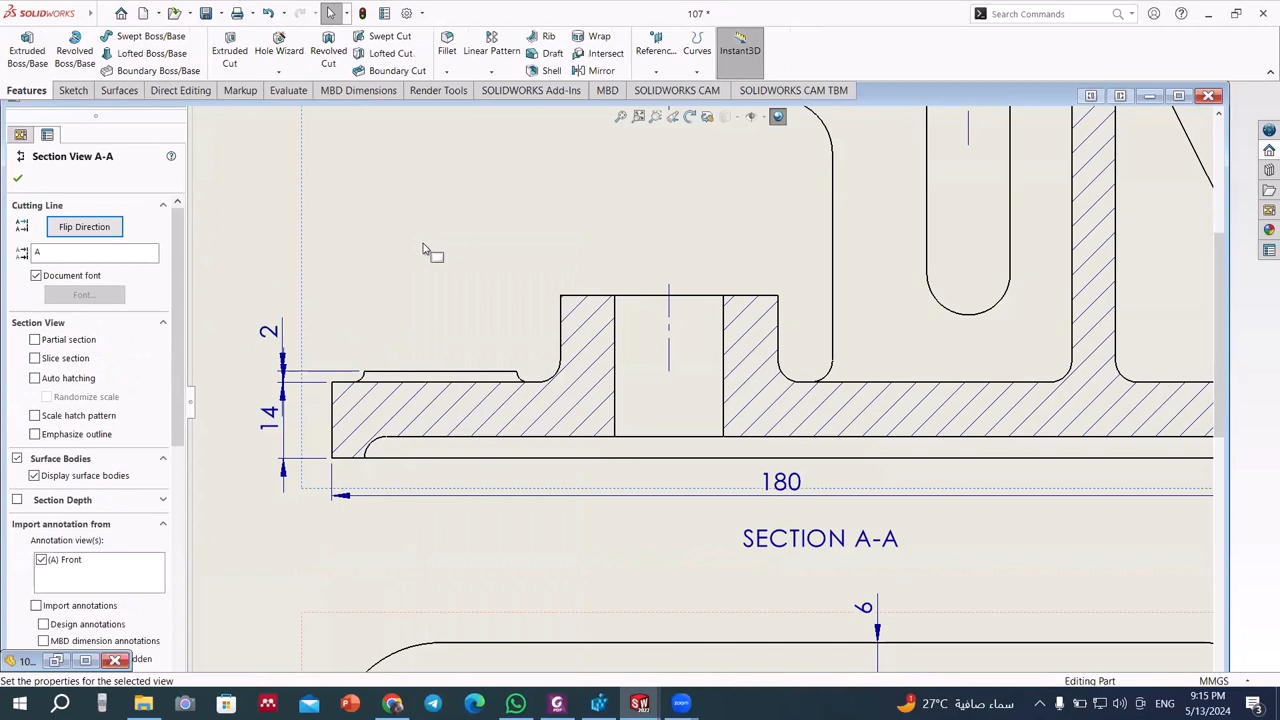 SOLIDWORKS
107 *
Search Commands
Extruded Boss/Base
Revolved Boss/Base
Swept Boss/Base
Lofted Boss/Base
Boundary Boss/Base
Extruded Cut
Hole Wizard
Revolved Cut
Swept Cut
Lofted Cut
Boundary Cut
Fillet
Linear Pattern
Rib
Draft
Shell
Wrap
Intersect
Mirror
Referenc...
Curves
Instant3D
Features Sketch Surfaces Direct Editing Markup Evaluate MBD Dimensions Render Tools SOLIDWORKS Add-Ins MBD SOLIDWORKS CAM SOLIDWORKS CAM TBM
Section View A-A
Cutting Line
Flip Direction
A
Document font
Font...
Section View
Partial section
Slice section
Auto hatching
Randomize scale
Scale hatch pattern
Emphasize outline
Surface Bodies
Display surface bodies
Section Depth
Import annotation from
Annotation view(s):
(A) Front
Import annotations
Design annotations
MBD dimension annotations
dden
10...
2
14
180
SECTION A-A
6
Set the properties for the selected view
Editing Part
MMGS
27°C سماء صافية
ENG
9:15 PM
5/13/2024
3